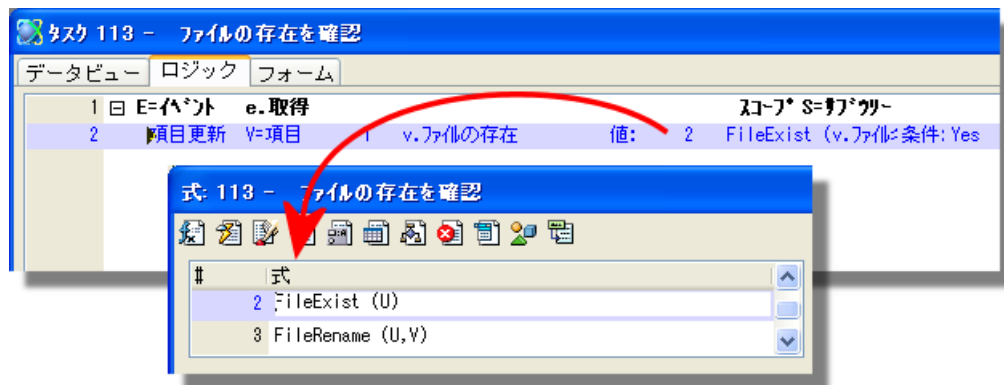 ﾀｽｸ 113 - ﾌｧｲﾙの存在を確認
データビュー ロジック フォーム
1 E=ｲﾍﾞﾝﾄ e.取得 ｽｺｰﾌﾟ S=ｻﾌﾞﾂﾘｰ
2 項目更新 V=項目 1 v.ﾌｧｲﾙの存在 値: 2 FileExist (v.ﾌｧｲﾙ 条件: Yes
式: 113 - ﾌｧｲﾙの存在を確認
# 式
2 FileExist (U)
3 FileRename (U,V)